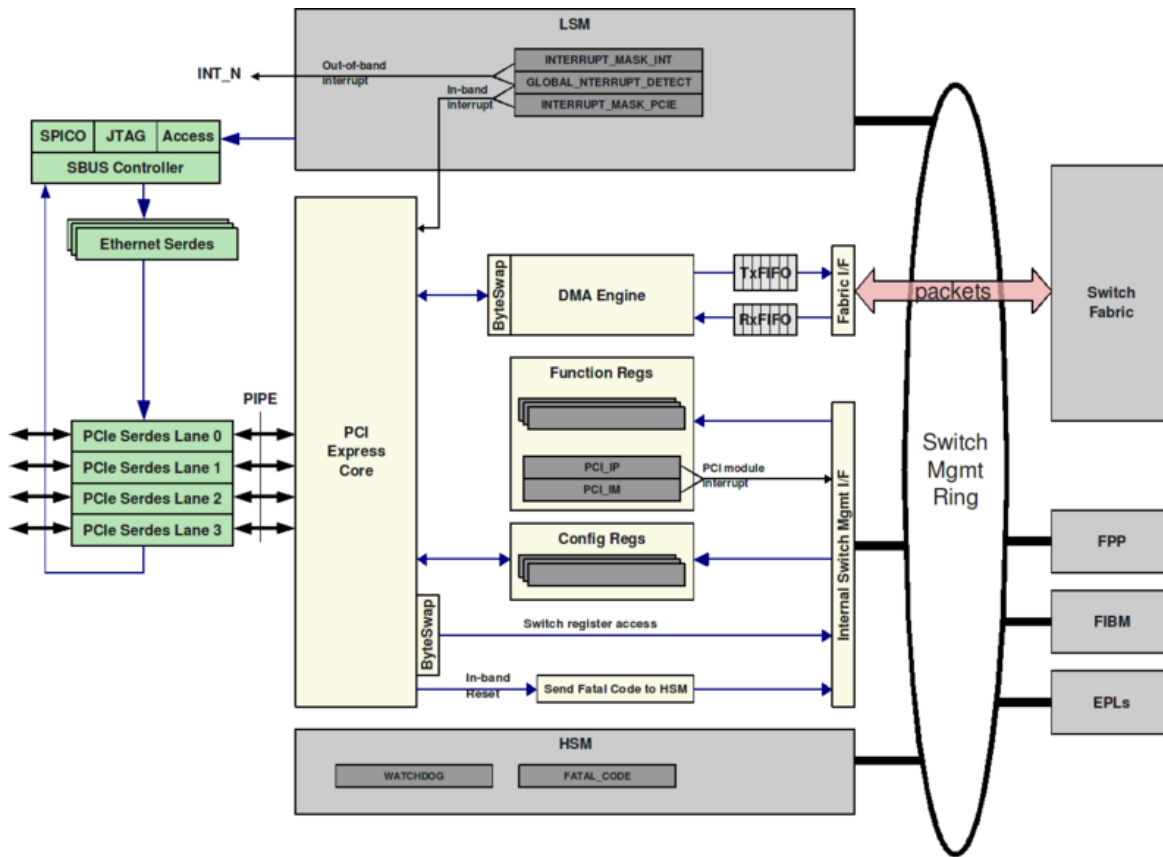 LSM
INTERRUPT_MASK_INT
GLOBAL_NTERRUPT_DETECT
INTERRUPT_MASK_PCIE
INT_N
Out-of-band
Interrupt
In-band
Interrupt
SPICO
JTAG
Access
SBUS Controller
Ethernet Serdes
PIPE
PCIe Serdes Lane 0
PCIe Serdes Lane 1
PCIe Serdes Lane 2
PCIe Serdes Lane 3
PCI
Express
Core
ByteSwap
DMA Engine
TxFIFO
RxFIFO
Fabric I/F
packets
Switch
Fabric
Function Regs
PCI_IP
PCI_IM
PCI module
Interrupt
Config Regs
Internal Switch Mgmt I/F
Switch
Mgmt
Ring
ByteSwap
Switch register access
In-band
Reset
Send Fatal Code to HSM
FPP
FIBM
EPLs
HSM
WATCHDOG
FATAL_CODE